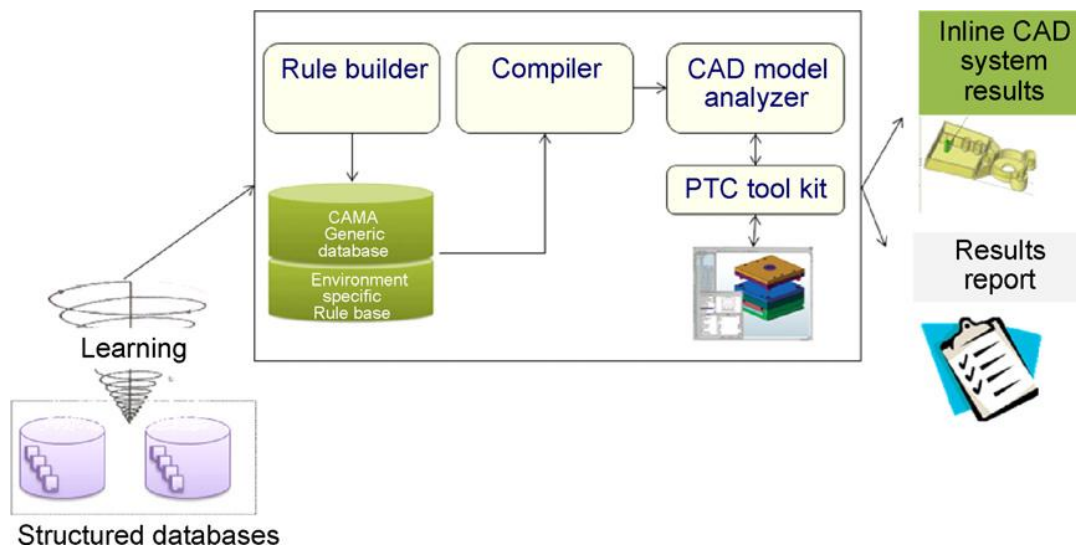 Rule builder
Compiler
CAD model
analyzer
PTC tool kit
CAMA
Generic
database
Environment
specific
Rule base
Learning
Structured databases
Inline CAD
system
results
Results
report